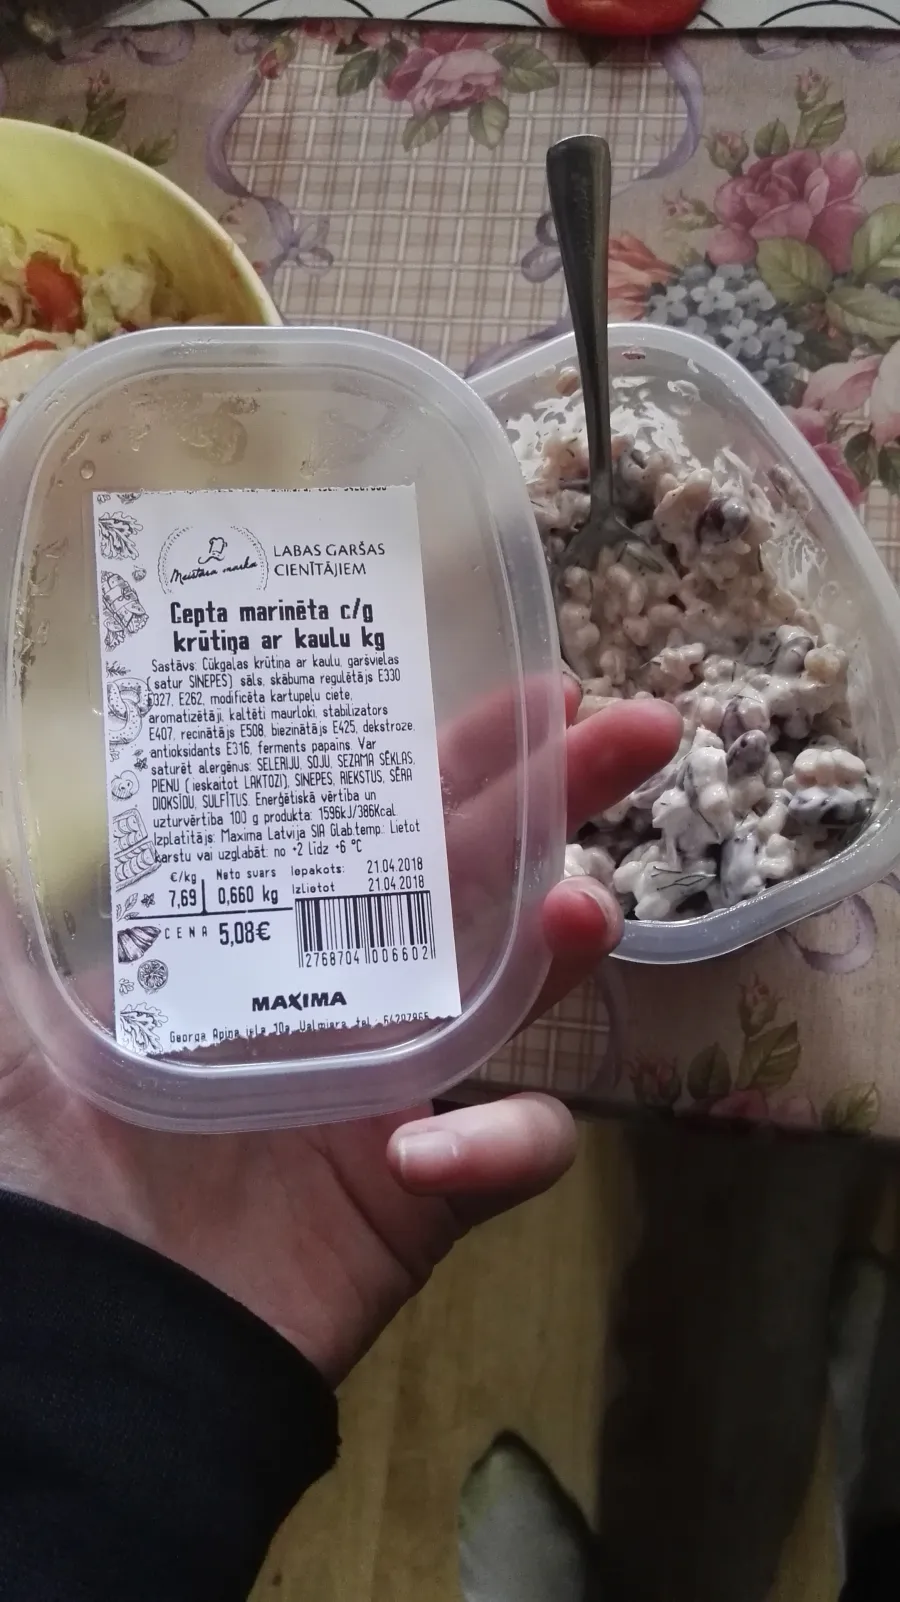 Meistara marka
LABAS GARŠAS
CIENĪTĀJIEM
Cepta marinēta c/g
krūtiņa ar kaulu kg
Sastāvs: Cūkgaļas krūtiņa ar kaulu, garšvielas
(satur SINEPES) sāls, skābuma regulētājs E330
E327, E262, modificēta kartupeļu ciete,
aromatizētāji, kaltēti maurloki, stabilizators
E407, recinātājs E508, biezinātājs E425, dekstroze,
antioksidants E316, ferments papaīns. Var
saturēt alergēnus: SELERIJU, SOJU, SEZAMA SĒKLAS,
PIENU (ieskaitot LAKTOZI), SINEPES, RIEKSTUS, SĒRA
DIOKSĪDU, SULFĪTUS. Enerģētiskā vērtība un
uzturvērtība 100 g produkta: 1596kJ/386Kcal.
Izplatītājs: Maxima Latvija SIA Glab.temp.: Lietot
karstu vai uzglabāt: no +2 līdz +6 °C
€/kg Neto svars Iepakots: 21.04.2018
7,69 0,660 kg Izlietot 21.04.2018
CENA 5,08€
2768704 006602
MAXIMA
Georga Apiņa iela 10a, Valmiera, tel.: